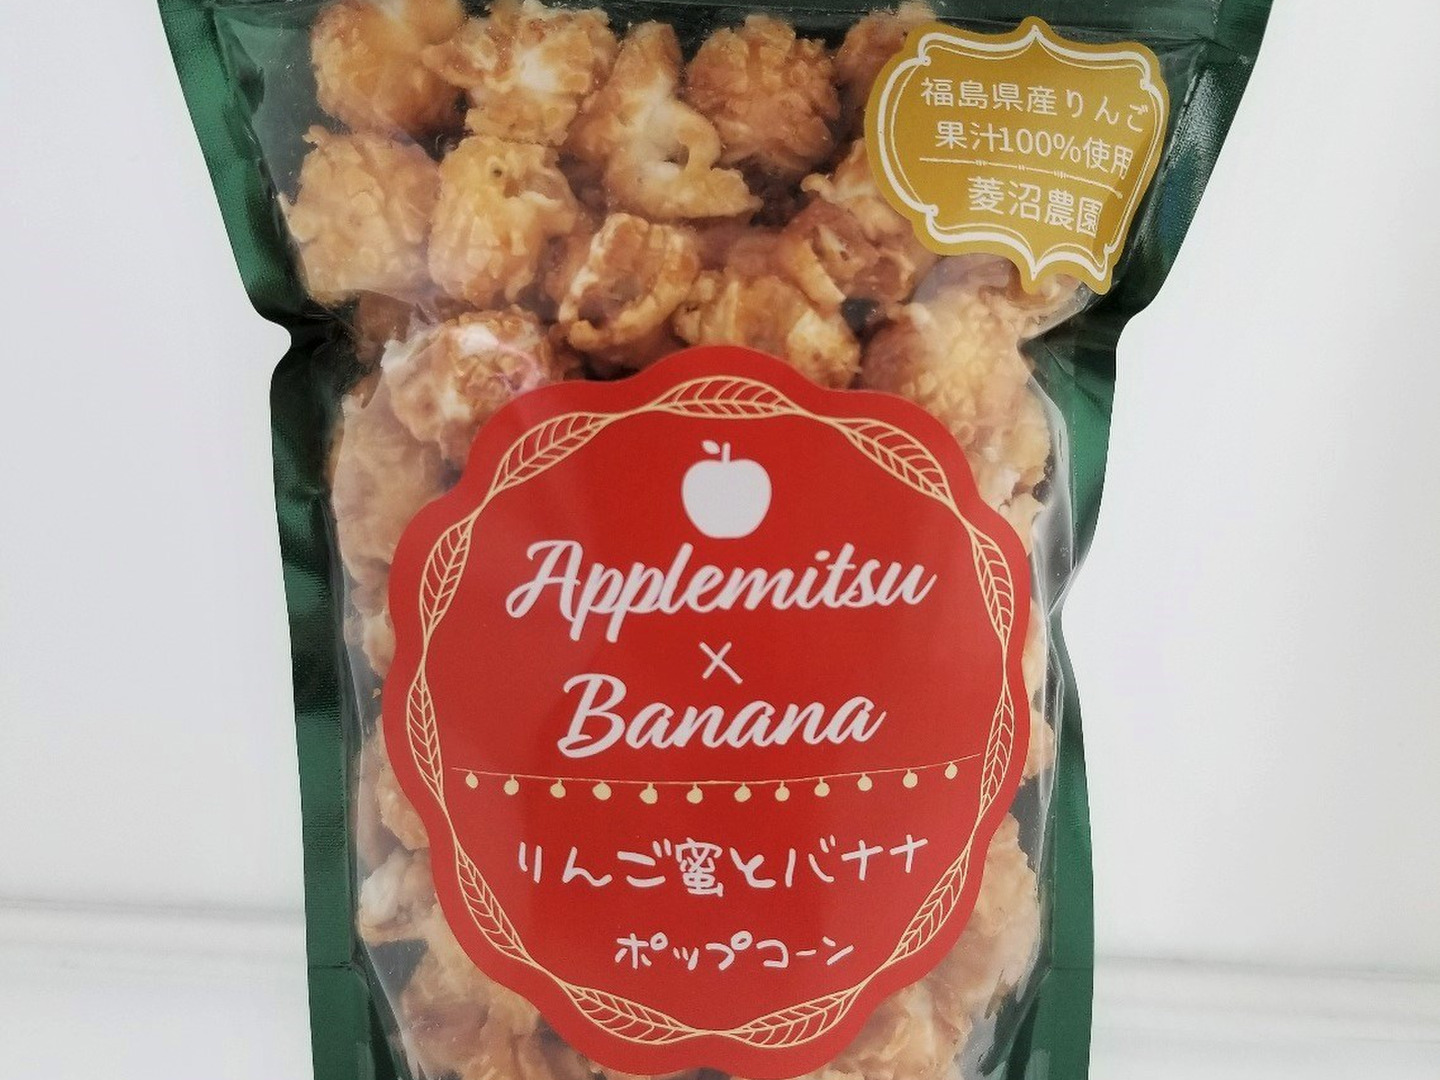 福島県産りんご
果汁100%使用
菱沼農園
Applemitsu
×
Banana
りんご蜜とバナナ
ポップコーン